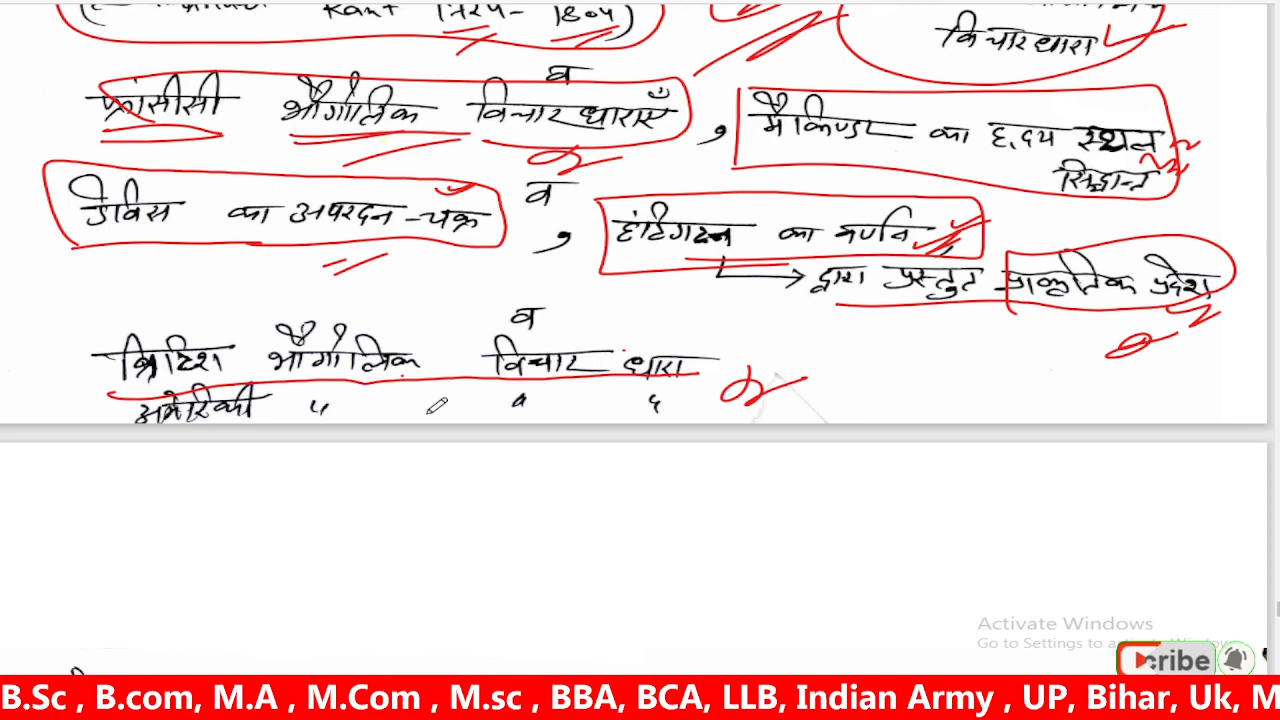 Kant 1724-1804)
विचारधारा
व
फ्रांसीसी भौगोलिक विचारधाराएँ , मैकिण्डर का हृदय स्थल
सिद्धान्त
डेविस का अपरदन-चक्र व , हंटिंगटन का वर्णन
द्वारा प्रस्तुत प्राकृतिक प्रदेश
व
ब्रिटिश भौगोलिक विचारधारा
अमेरिकी " " "
Activate Windows
Go to Settings to
cribe
B.Sc , B.com, M.A , M.Com , M.sc , BBA, BCA, LLB, Indian Army , UP, Bihar, Uk, M